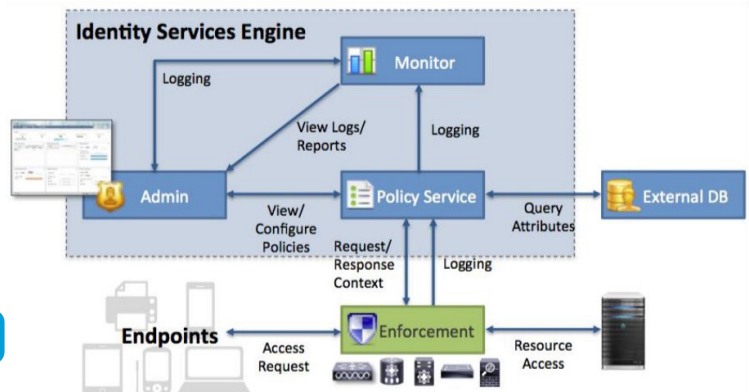 Identity Services Engine
Monitor
Logging
View Logs/
Reports
Logging
Admin
Policy Service
External DB
View/
Configure
Policies
Query
Attributes
Request/
Response
Context
Logging
Endpoints
Enforcement
Access
Request
Resource
Access